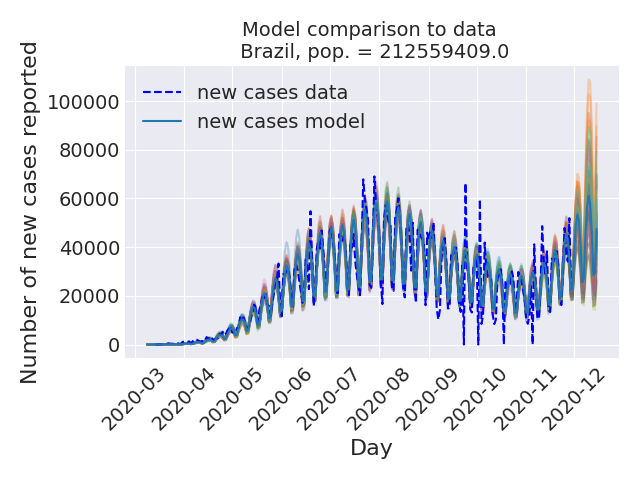 Model comparison to data
Brazil, pop. = 212559409.0
Number of new cases reported
100000
80000
60000
40000
20000
0
new cases data
new cases model
2020-03
2020-04
2020-05
2020-06
2020-07
2020-08
2020-09
2020-10
2020-11
2020-12
Day